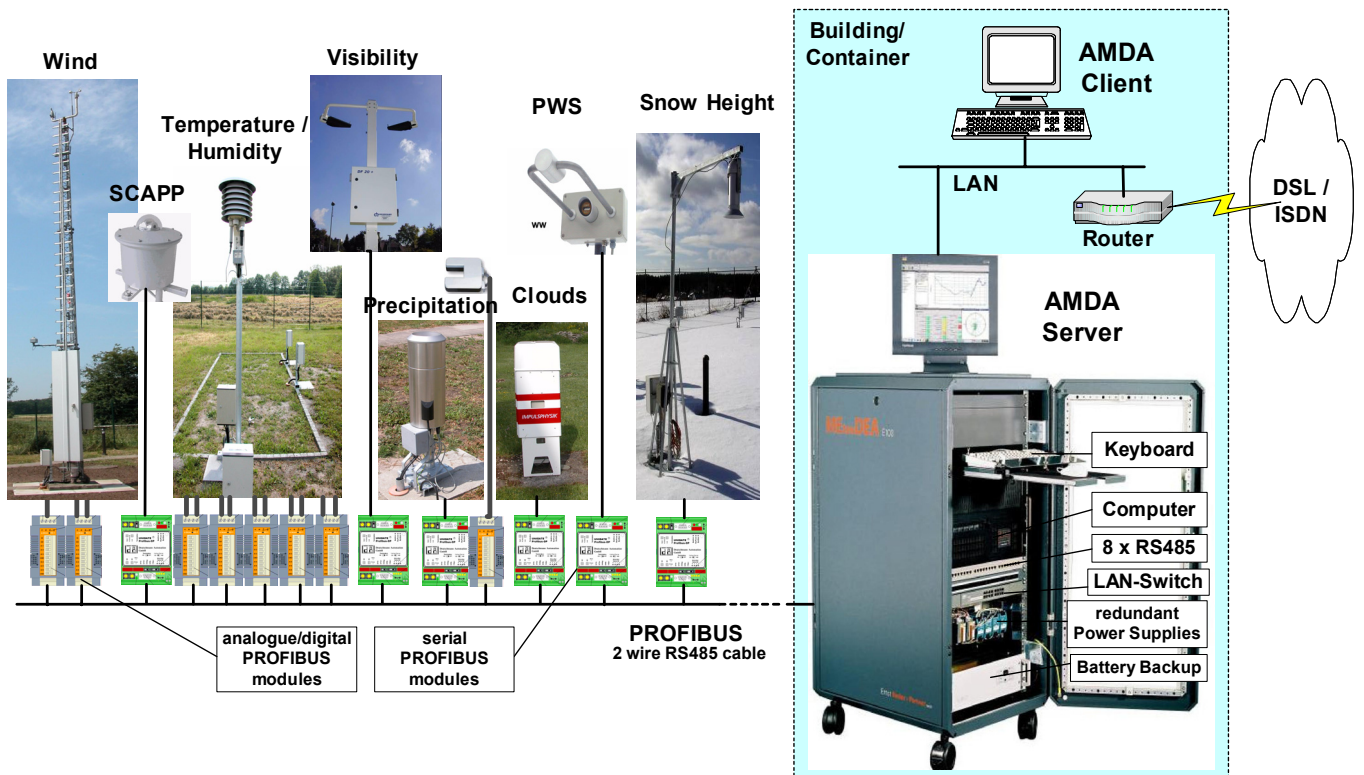 Wind
SCAPP
Temperature /
Humidity
Visibility
Precipitation
Clouds
PWS
ww
Snow Height
Building/
Container
AMDA
Client
LAN
Router
DSL /
ISDN
AMDA
Server
Keyboard
Computer
8 x RS485
LAN-Switch
redundant
Power Supplies
Battery Backup
IMPULSPHYSIK
analogue/digital
PROFIBUS
modules
serial
PROFIBUS
modules
PROFIBUS
2 wire RS485 cable